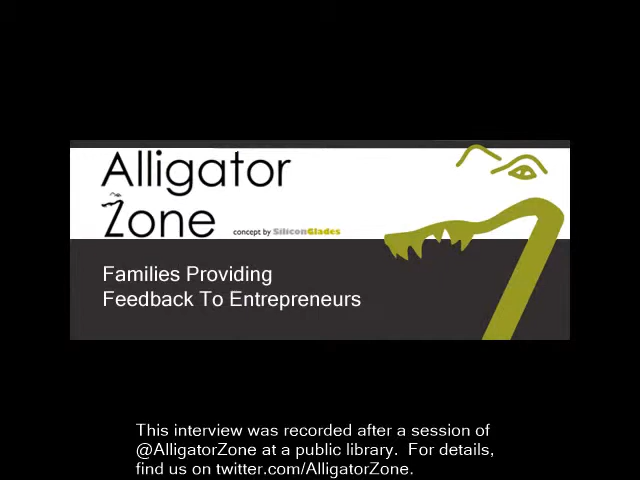 Alligator
Zone
concept by SiliconGlades
Families Providing
Feedback To Entrepreneurs
This interview was recorded after a session of
@AlligatorZone at a public library.  For details,
find us on twitter.com/AlligatorZone.